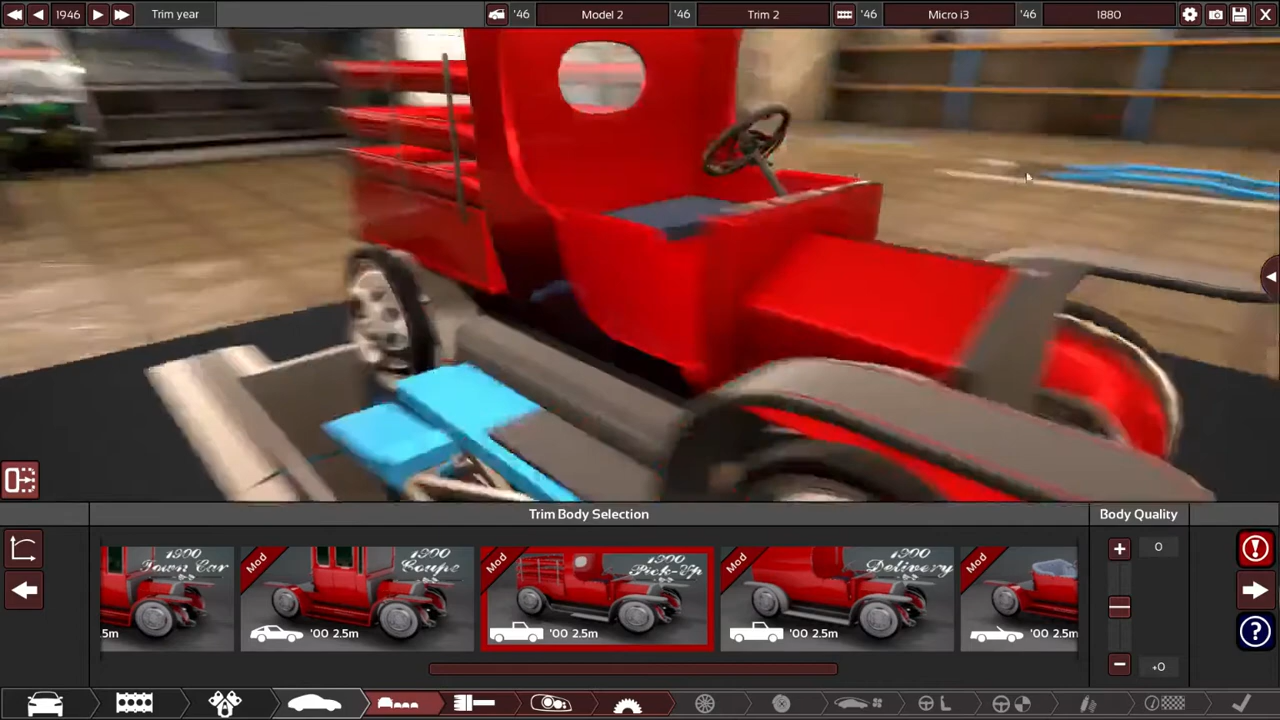 1946
Trim year
'46
Model 2
'46
Trim 2
'46
Micro i3
'46
1880
Trim Body Selection
Body Quality
1900
Town Car
.5m
Mod
1900
Coupe
'00 2.5m
Mod
1900
Pick-Up
'00 2.5m
Mod
1900
Delivery
'00 2.5m
Mod
'00 2.5m
0
+0